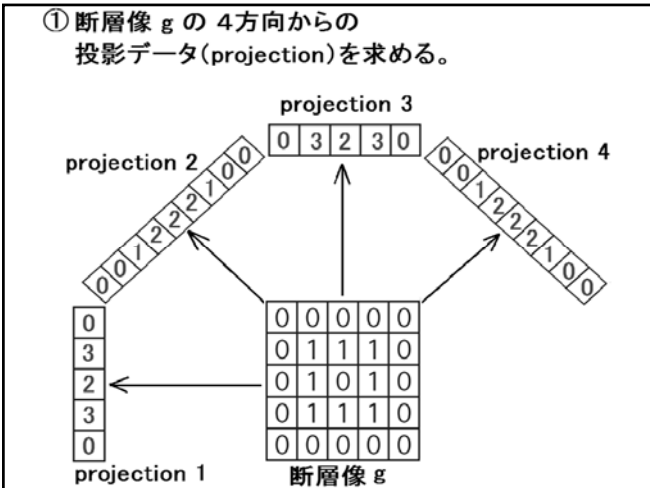 ① 断層像 g の 4方向からの
投影データ(projection)を求める。
projection 3
0 3 2 3 0
projection 2
0 0 1 2 2 2 1 0 0
projection 4
0 0 1 2 2 2 1 0 0
0
3
2
3
0
projection 1
0 0 0 0 0
0 1 1 1 0
0 1 0 1 0
0 1 1 1 0
0 0 0 0 0
断層像 g